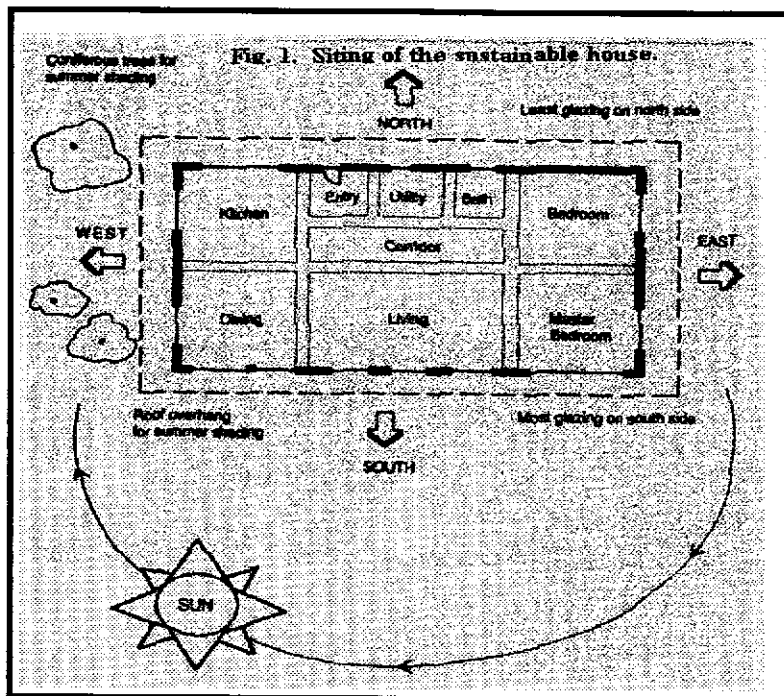 Fig. 1. Siting of the sustainable house.
Coniferous trees for
summer shading
NORTH
Least glazing on north side
Kitchen
Entry
Utility
Bath
Bedroom
WEST
Corridor
EAST
Dining
Living
Master
Bedroom
Roof overhang
for summer shading
Most glazing on south side
SOUTH
SUN